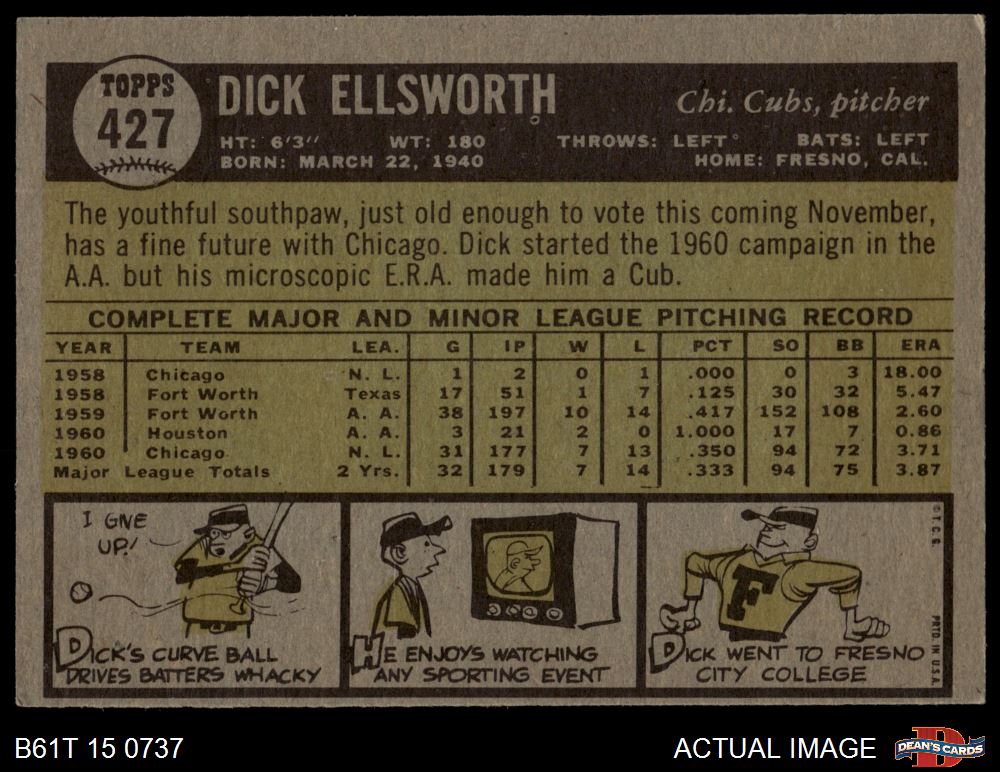 TOPPS
427
DICK ELLSWORTH
Chi. Cubs, pitcher
HT: 6'3" WT: 180 THROWS: LEFT BATS: LEFT
BORN: MARCH 22, 1940 HOME: FRESNO, CAL.
The youthful southpaw, just old enough to vote this coming November,
has a fine future with Chicago. Dick started the 1960 campaign in the
A.A. but his microscopic E.R.A. made him a Cub.
COMPLETE MAJOR AND MINOR LEAGUE PITCHING RECORD
YEAR TEAM LEA. G IP W L PCT SO BB ERA
1958 Chicago N. L. 1 2 0 1 .000 0 3 18.00
1958 Fort Worth Texas 17 51 1 7 .125 30 32 5.47
1959 Fort Worth A. A. 38 197 10 14 .417 152 108 2.60
1960 Houston A. A. 3 21 2 0 1.000 17 7 0.86
1960 Chicago N. L. 31 177 7 13 .350 94 72 3.71
Major League Totals 2 Yrs. 32 179 7 14 .333 94 75 3.87
I GIVE
UP!
DICK'S CURVE BALL
DRIVES BATTERS WHACKY
HE ENJOYS WATCHING
ANY SPORTING EVENT
F
DICK WENT TO FRESNO
CITY COLLEGE
© T. C. G.
PRTD. IN U.S.A.
B61T 15 0737
ACTUAL IMAGE
D
DEAN'S CARDS